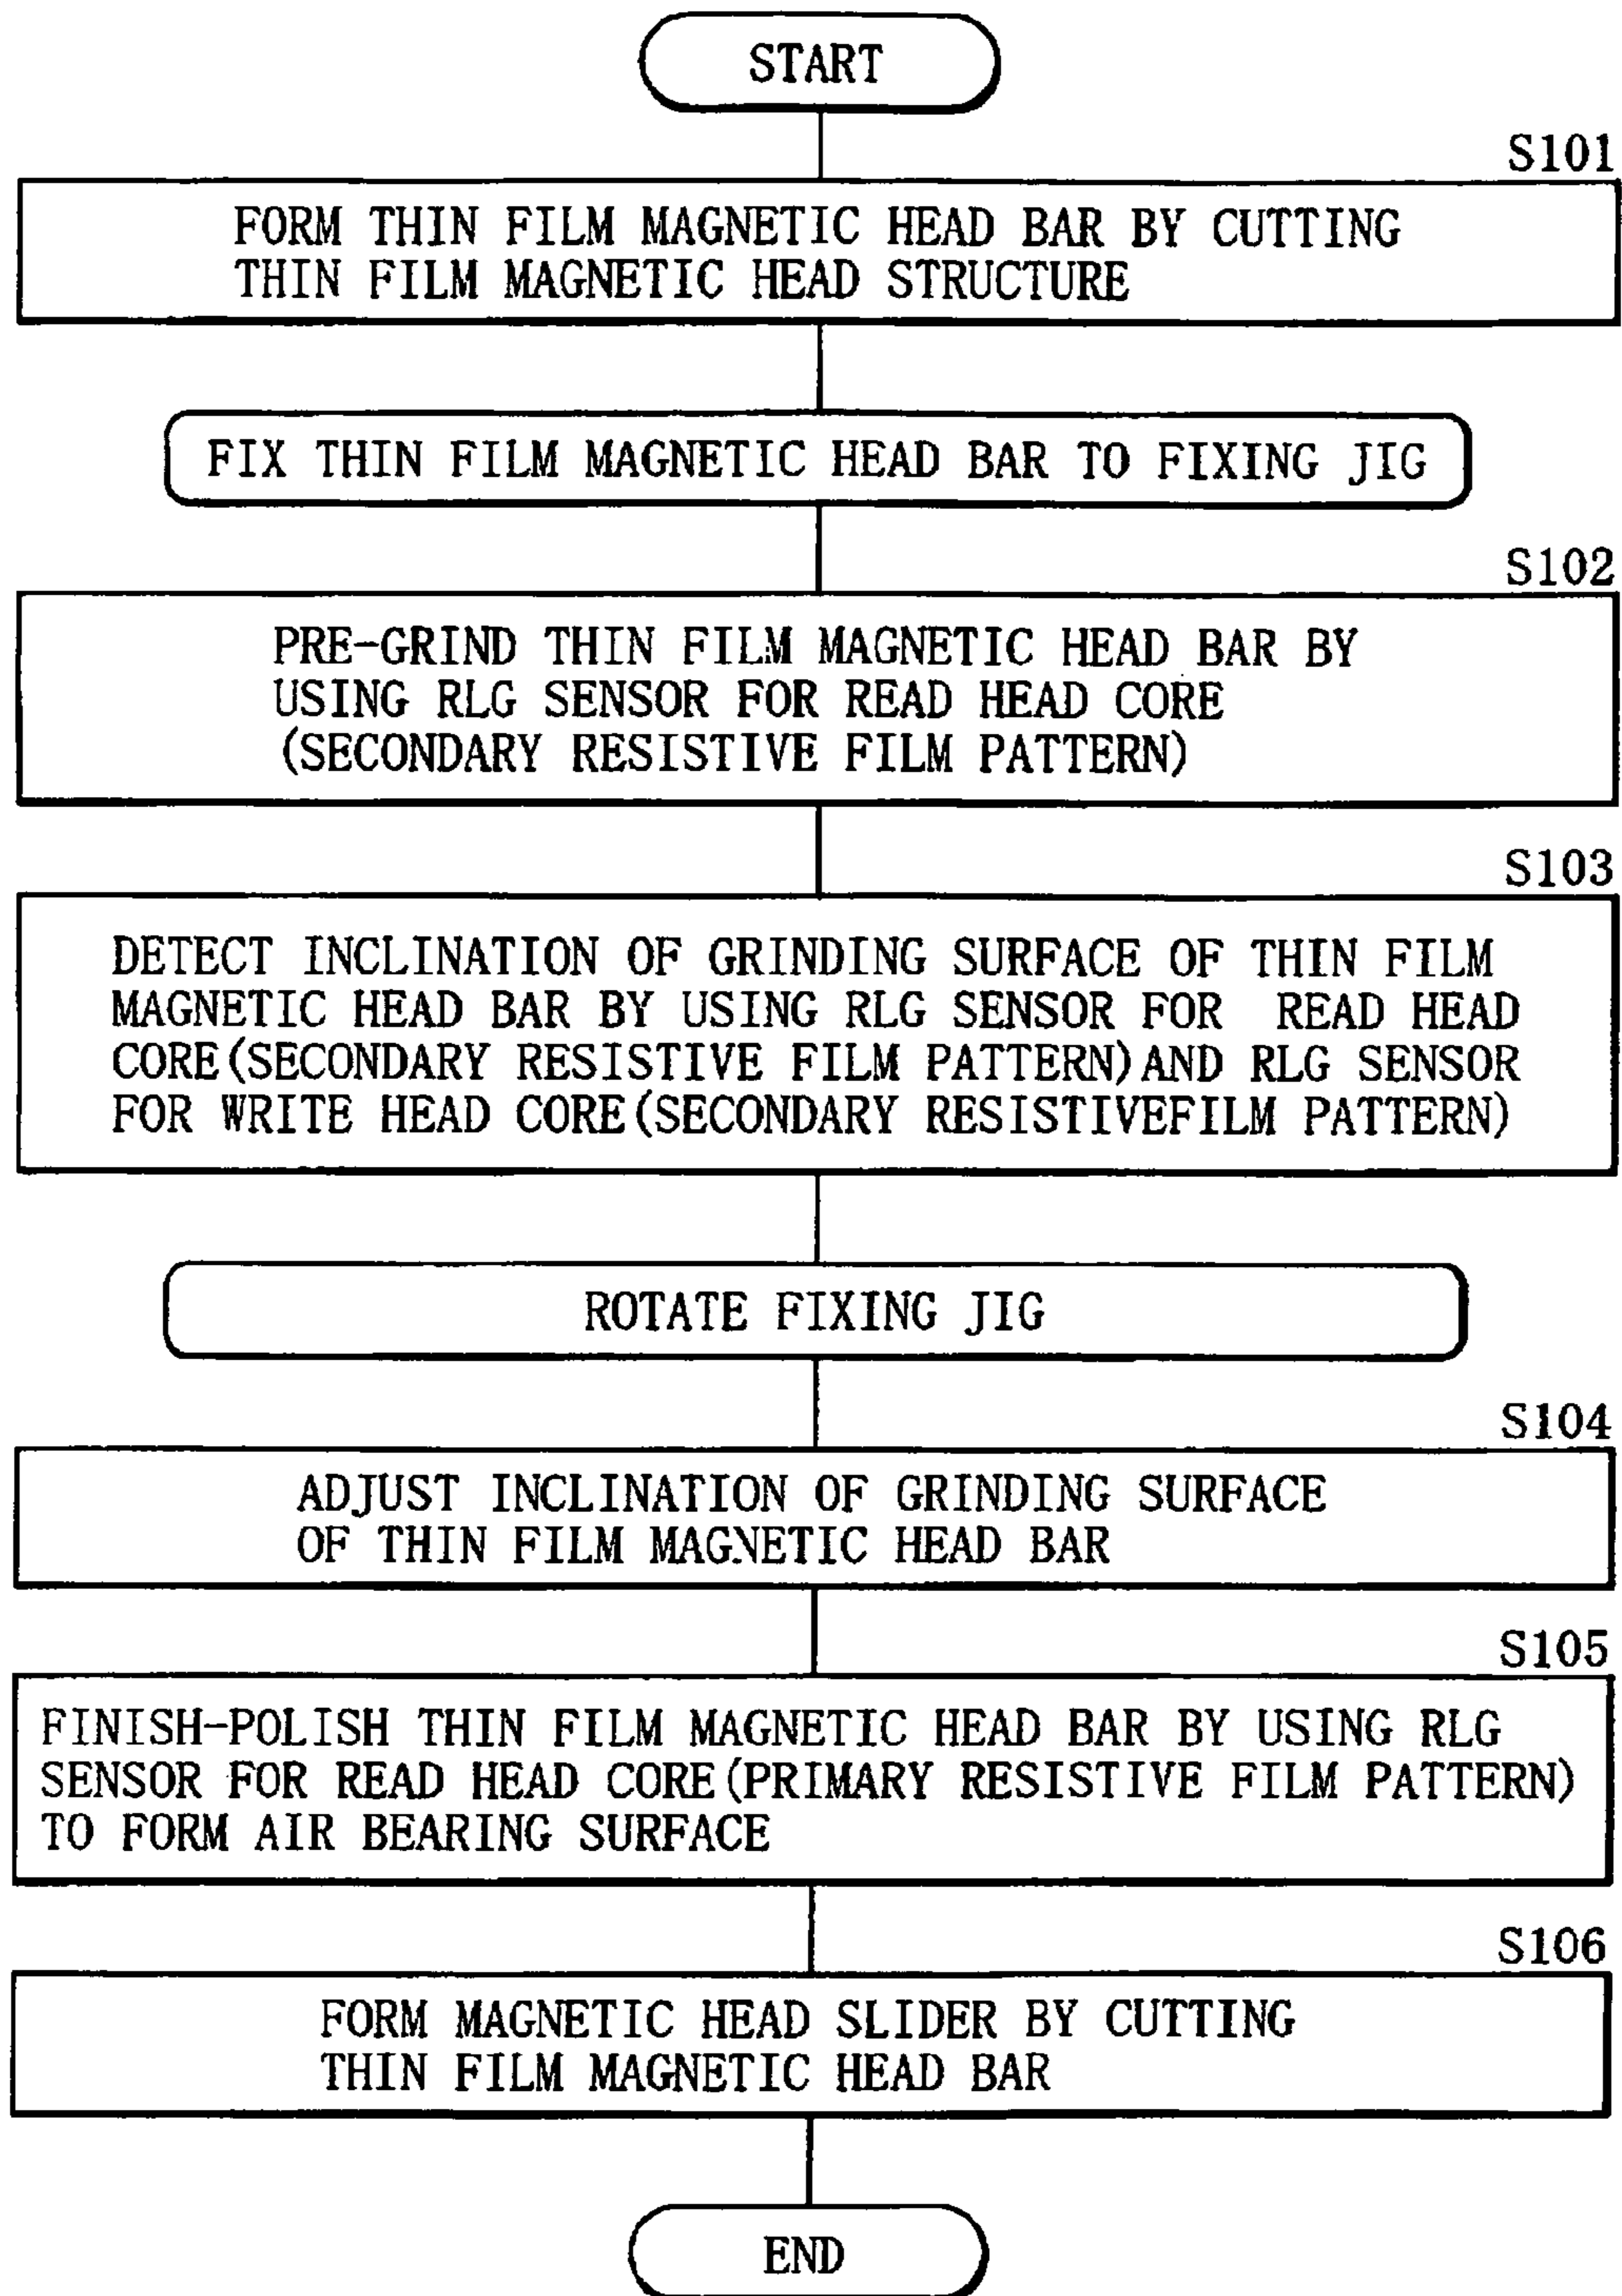 START
S101
FORM THIN FILM MAGNETIC HEAD BAR BY CUTTING
THIN FILM MAGNETIC HEAD STRUCTURE
FIX THIN FILM MAGNETIC HEAD BAR TO FIXING JIG
S102
PRE-GRIND THIN FILM MAGNETIC HEAD BAR BY
USING RLG SENSOR FOR READ HEAD CORE
(SECONDARY RESISTIVE FILM PATTERN)
S103
DETECT INCLINATION OF GRINDING SURFACE OF THIN FILM
MAGNETIC HEAD BAR BY USING RLG SENSOR FOR READ HEAD
CORE(SECONDARY RESISTIVE FILM PATTERN)AND RLG SENSOR
FOR WRITE HEAD CORE(SECONDARY RESISTIVEFILM PATTERN)
ROTATE FIXING JIG
S104
ADJUST INCLINATION OF GRINDING SURFACE
OF THIN FILM MAGNETIC HEAD BAR
S105
FINISH-POLISH THIN FILM MAGNETIC HEAD BAR BY USING RLG
SENSOR FOR READ HEAD CORE(PRIMARY RESISTIVE FILM PATTERN)
TO FORM AIR BEARING SURFACE
S106
FORM MAGNETIC HEAD SLIDER BY CUTTING
THIN FILM MAGNETIC HEAD BAR
END